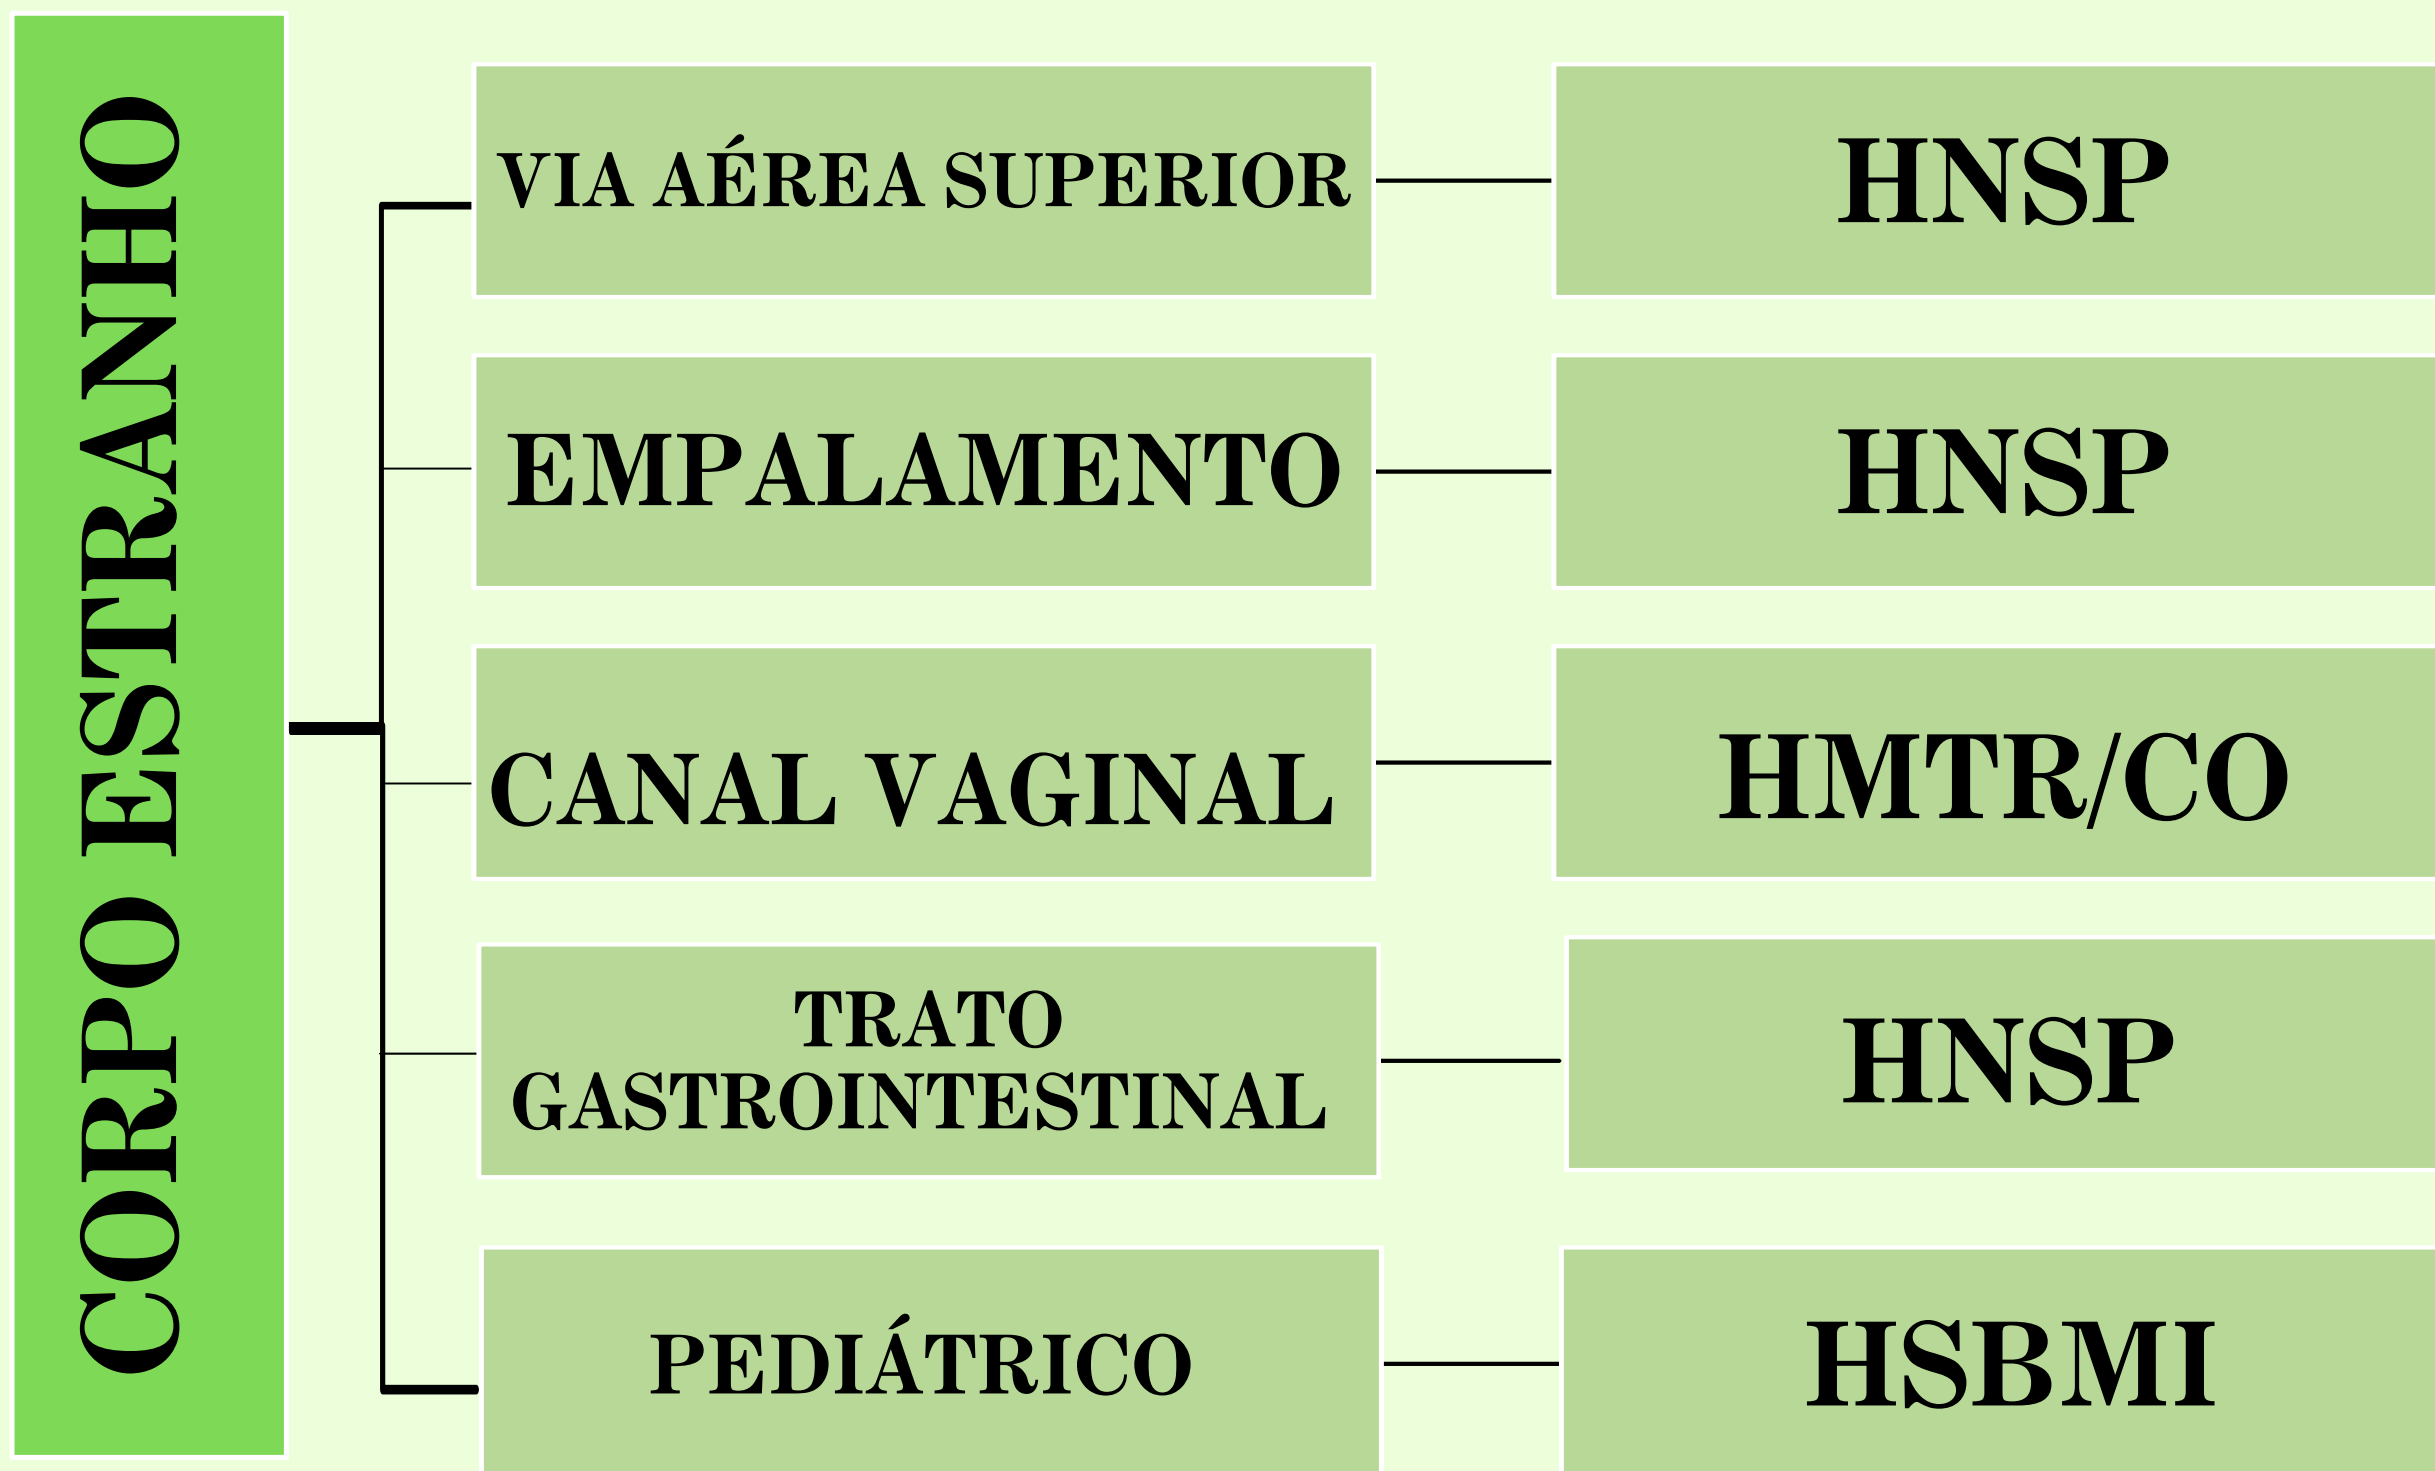 CORPO ESTRANHO
VIA AÉREA SUPERIOR
HNSP
EMPALAMENTO
HNSP
CANAL VAGINAL
HMTR/CO
TRATO
GASTROINTESTINAL
HNSP
PEDIÁTRICO
HSBMI